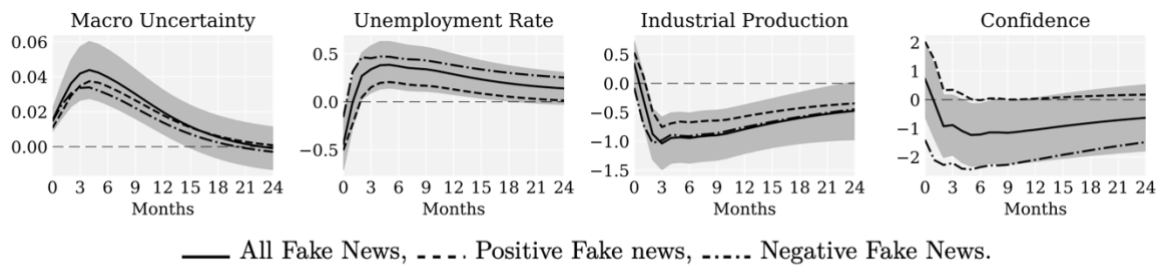 Macro Uncertainty Unemployment Rate Industrial Production Confidence
0.06
0.04
0.02
0.00
0 3 6 9 12 15 18 21 24
Months
0.5
0.0
−0.5
0 3 6 9 12 15 18 21 24
Months
0.5
0.0
−0.5
−1.0
−1.5
0 3 6 9 12 15 18 21 24
Months
2
1
0
−1
−2
0 3 6 9 12 15 18 21 24
Months
All Fake News, Positive Fake news, Negative Fake News.